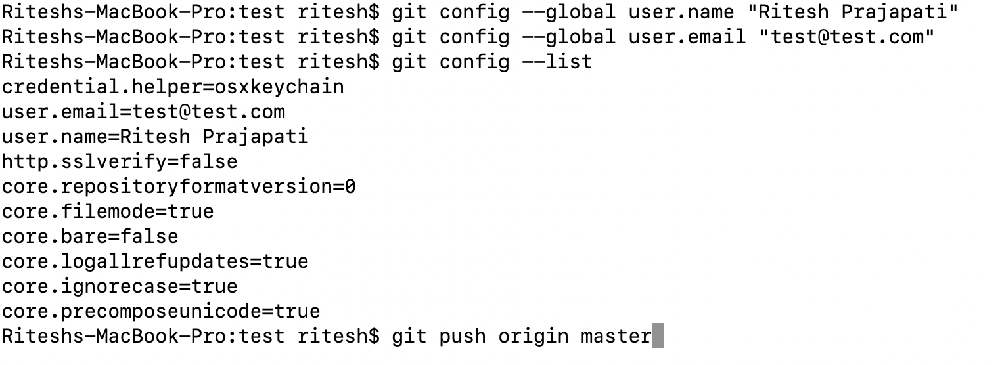 Riteshs-MacBook-Pro:test ritesh$ git config --global user.name "Ritesh Prajapati"
Riteshs-MacBook-Pro:test ritesh$ git config --global user.email "test@test.com"
Riteshs-MacBook-Pro:test ritesh$ git config --list
credential.helper=osxkeychain
user.email=test@test.com
user.name=Ritesh Prajapati
http.sslverify=false
core.repositoryformatversion=0
core.filemode=true
core.bare=false
core.logallrefupdates=true
core.ignorecase=true
core.precomposeunicode=true
Riteshs-MacBook-Pro:test ritesh$ git push origin master